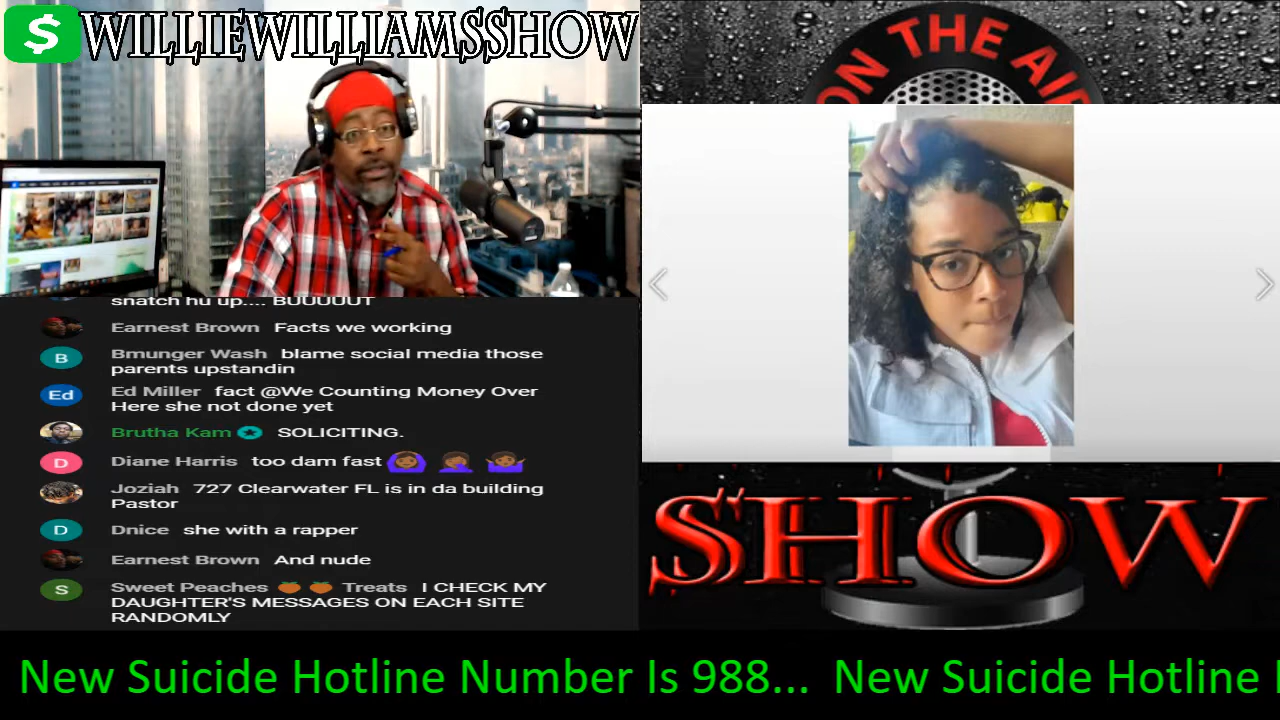 $ WILLIEWILLIAMSSHOW
ON THE AIR
snatch hu up.... BUUUUUT
Earnest Brown Facts we working
B Bmunger Wash blame social media those
parents upstandin
Ed Ed Miller fact @We Counting Money Over
Here she not done yet
Brutha Kam SOLICITING.
D Diane Harris too dam fast 🙆🏾‍♀️ 🤦🏾‍♀️ 🤷🏾‍♀️
Joziah 727 Clearwater FL is in da building
Pastor
D Dnice she with a rapper
Earnest Brown And nude
S Sweet Peaches 🍑 🍑 Treats I CHECK MY
DAUGHTER'S MESSAGES ON EACH SITE
RANDOMLY
SHOW
New Suicide Hotline Number Is 988... New Suicide Hotline